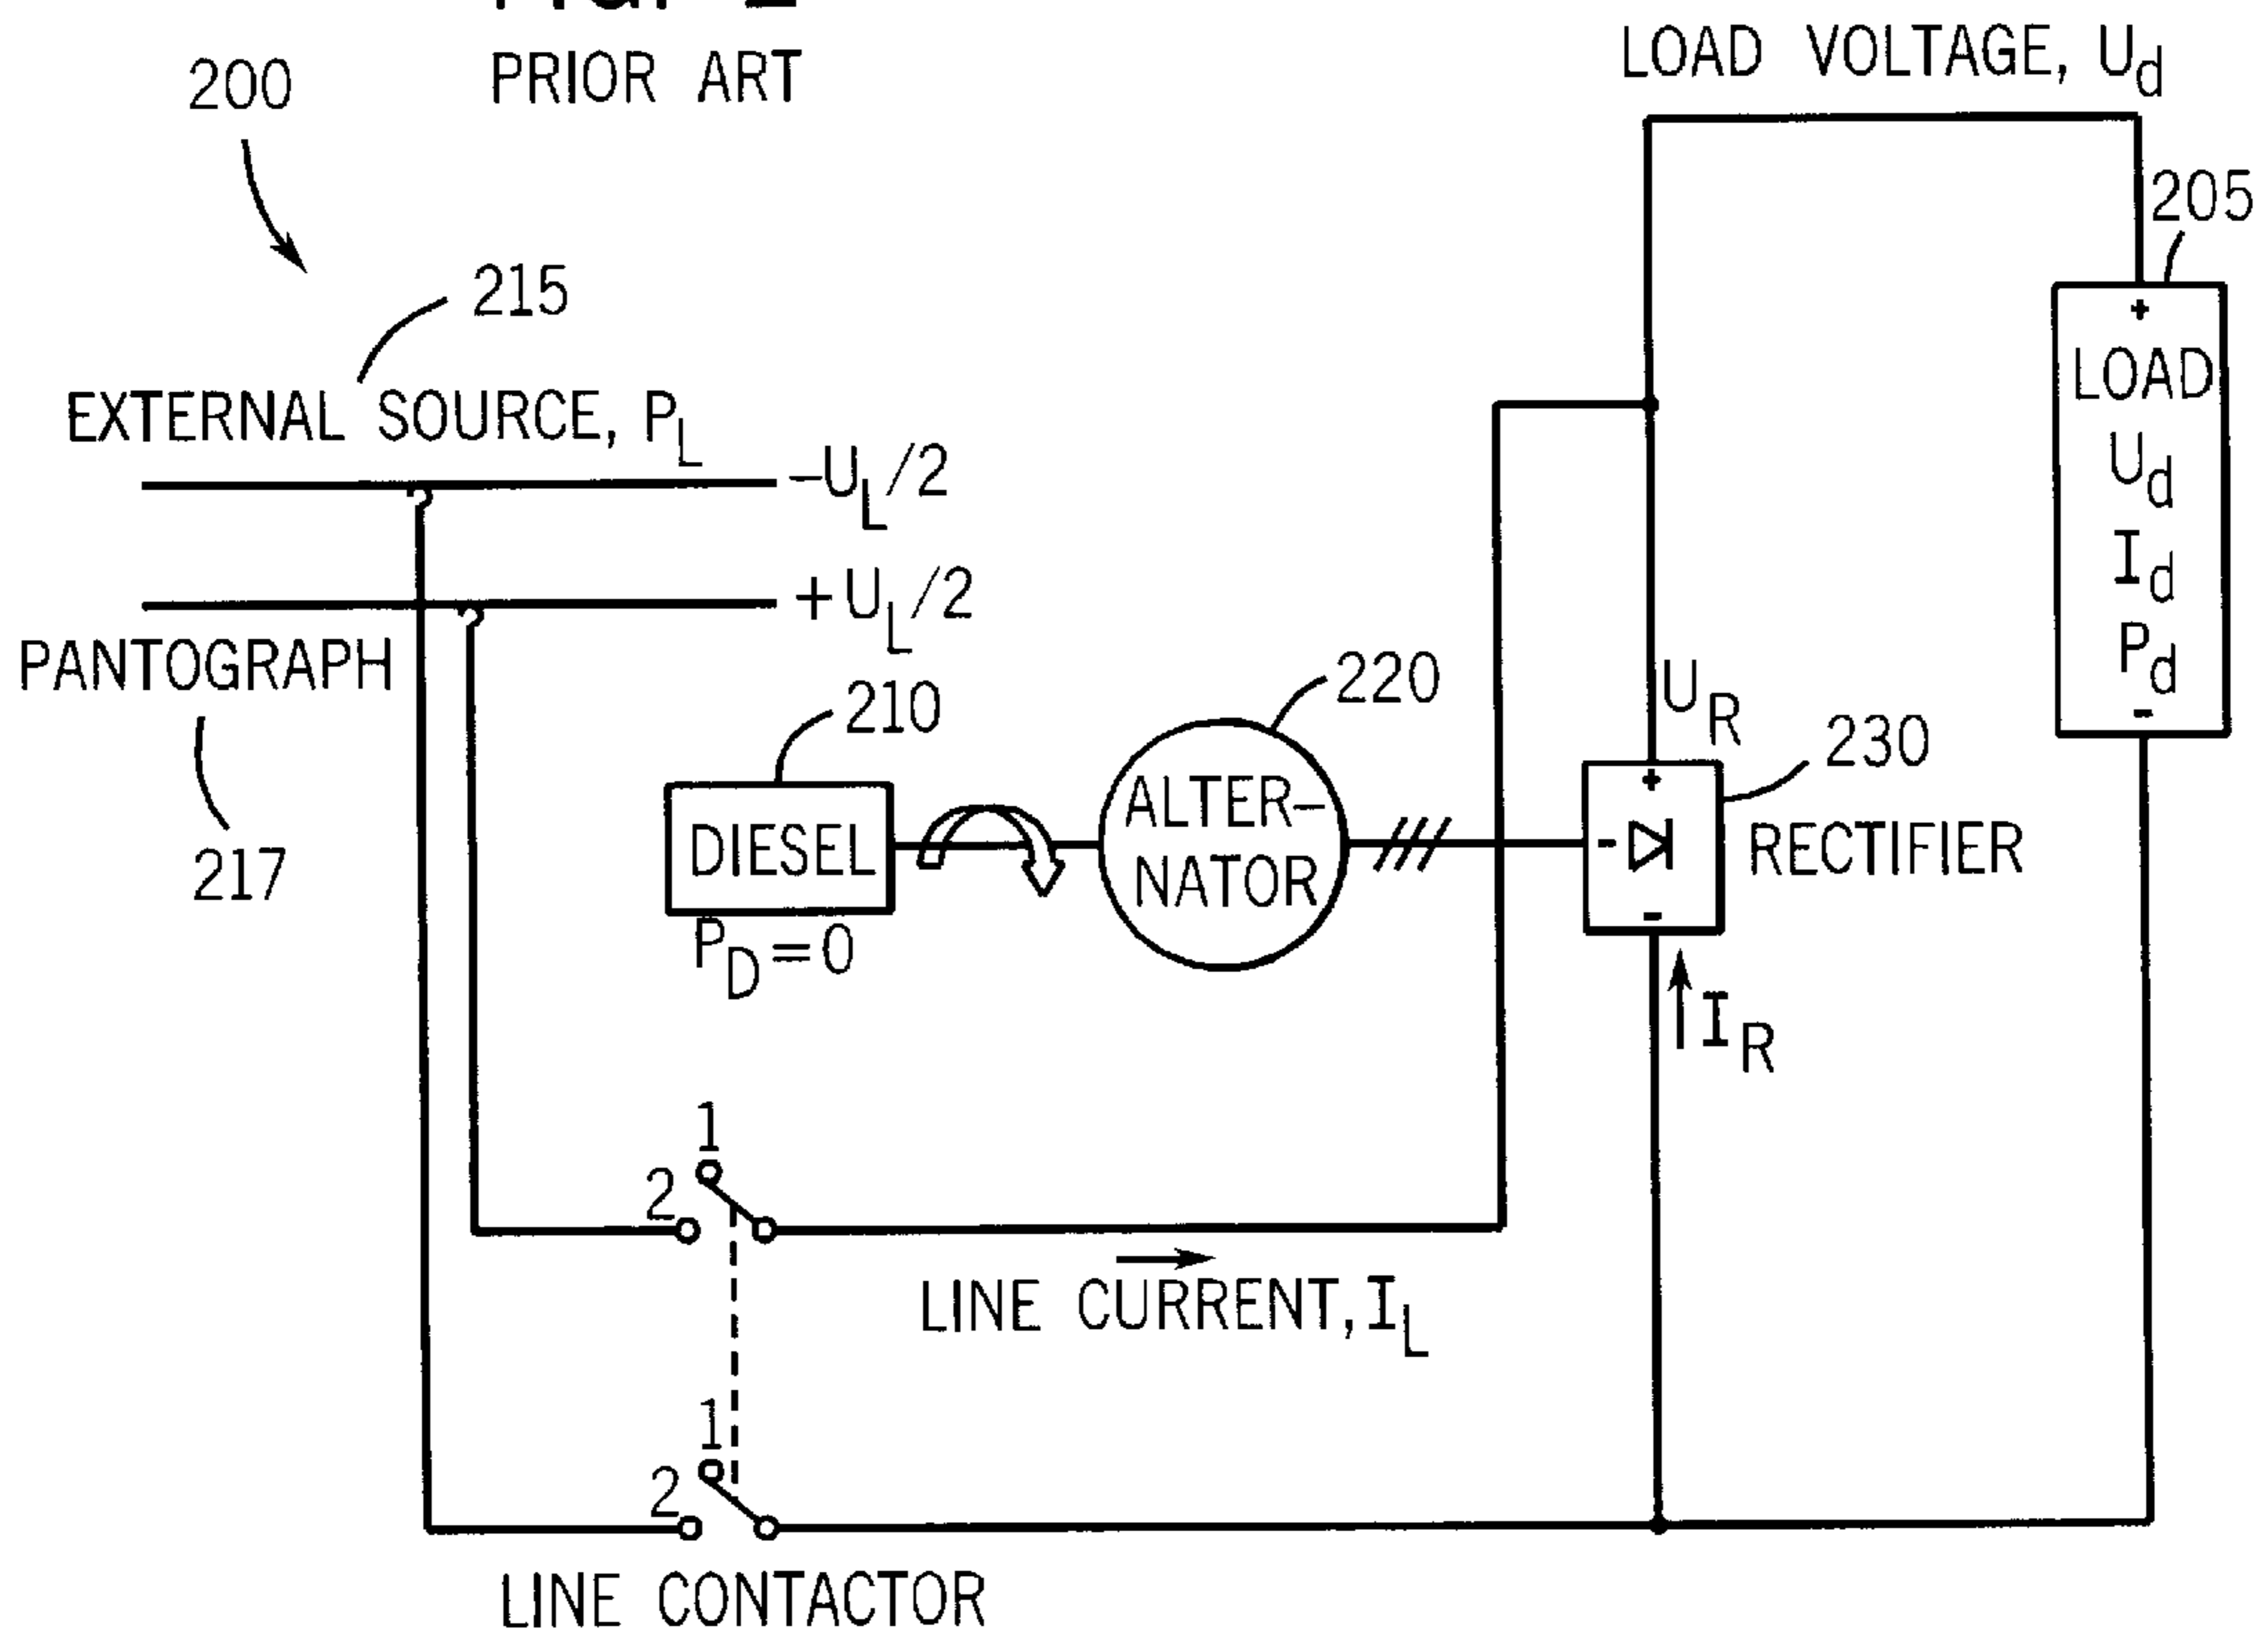 PRIOR ART
200
LOAD VOLTAGE, Ud
205
215
EXTERNAL SOURCE, PL
-UL/2
+UL/2
PANTOGRAPH
217
+
LOAD
Ud
Id
Pd
-
210
DIESEL
PD=0
220
ALTER-
NATOR
UR
230
+
-
-
RECTIFIER
IR
1
2
LINE CURRENT, IL
1
2
LINE CONTACTOR